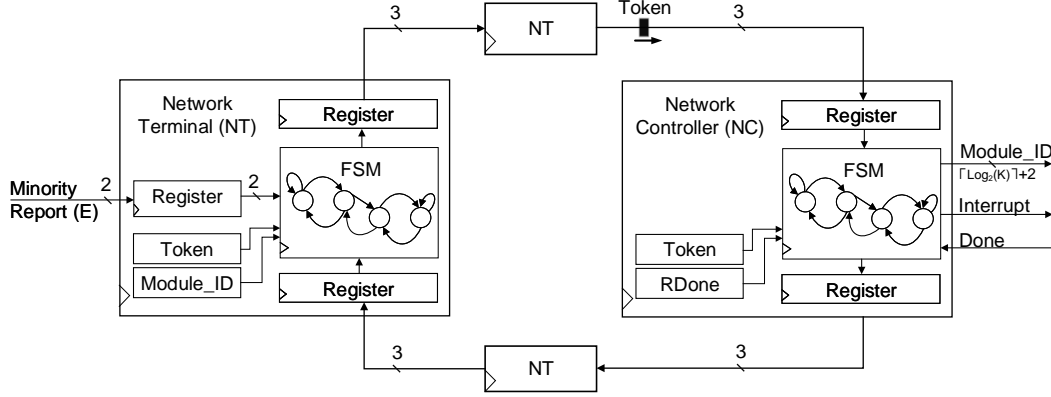 3
NT
Token
3
Network
Terminal (NT)
Register
FSM
Minority
Report (E)
2
Register
2
Token
Module_ID
Register
Network
Controller (NC)
Register
FSM
Module_ID
⌈Log₂(K)⌉+2
Interrupt
Done
Token
RDone
Register
3
NT
3